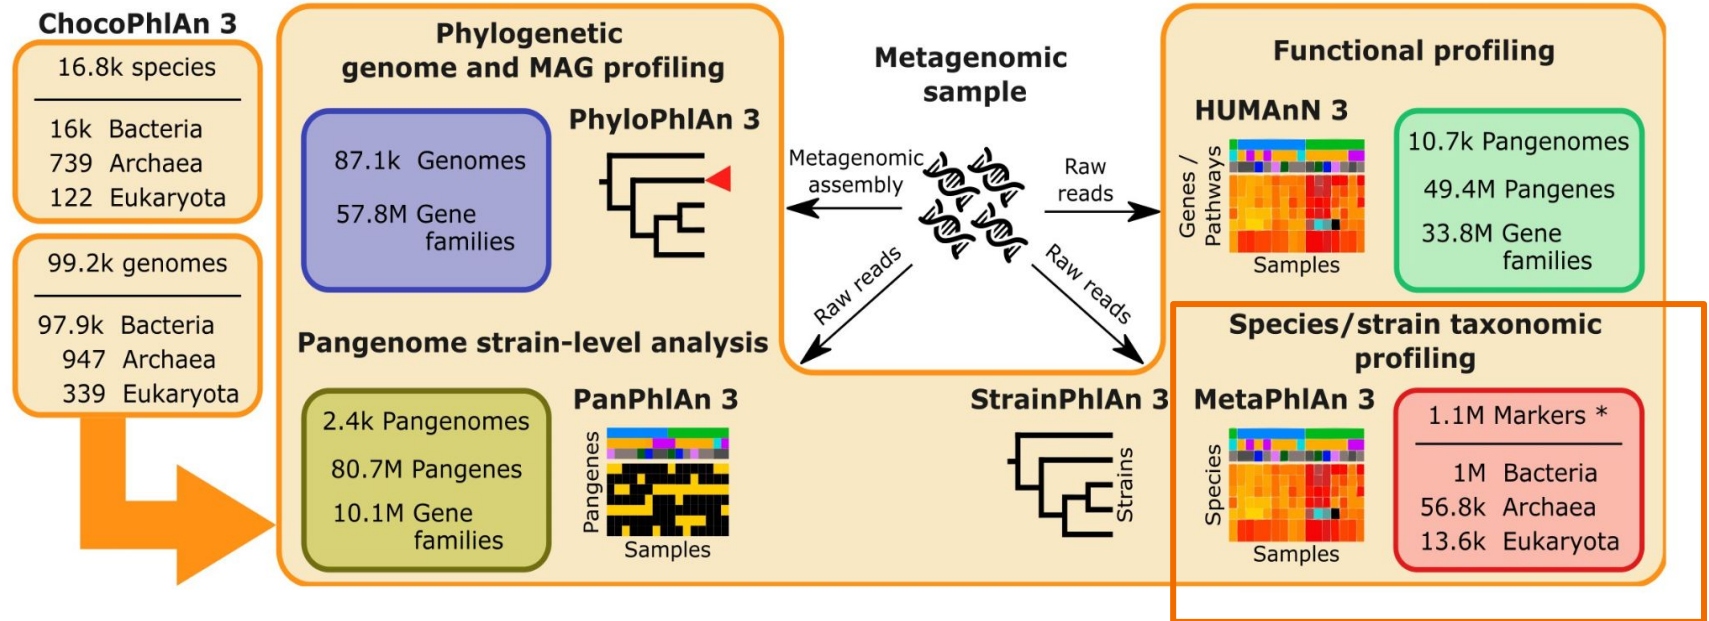 ChocoPhlAn 3
16.8k species
16k Bacteria
739 Archaea
122 Eukaryota
99.2k genomes
97.9k Bacteria
947 Archaea
339 Eukaryota
Phylogenetic
genome and MAG profiling
87.1k Genomes
57.8M Gene
families
PhyloPhlAn 3
Pangenome strain-level analysis
2.4k Pangenomes
80.7M Pangenes
10.1M Gene
families
PanPhlAn 3
Pangenes
Samples
Metagenomic
sample
Metagenomic
assembly
Raw
reads
Raw reads
Raw reads
Functional profiling
HUMAnN 3
Genes /
Pathways
Samples
10.7k Pangenomes
49.4M Pangenes
33.8M Gene
families
Species/strain taxonomic
profiling
StrainPhlAn 3
Strains
MetaPhlAn 3
Species
Samples
1.1M Markers *
1M Bacteria
56.8k Archaea
13.6k Eukaryota